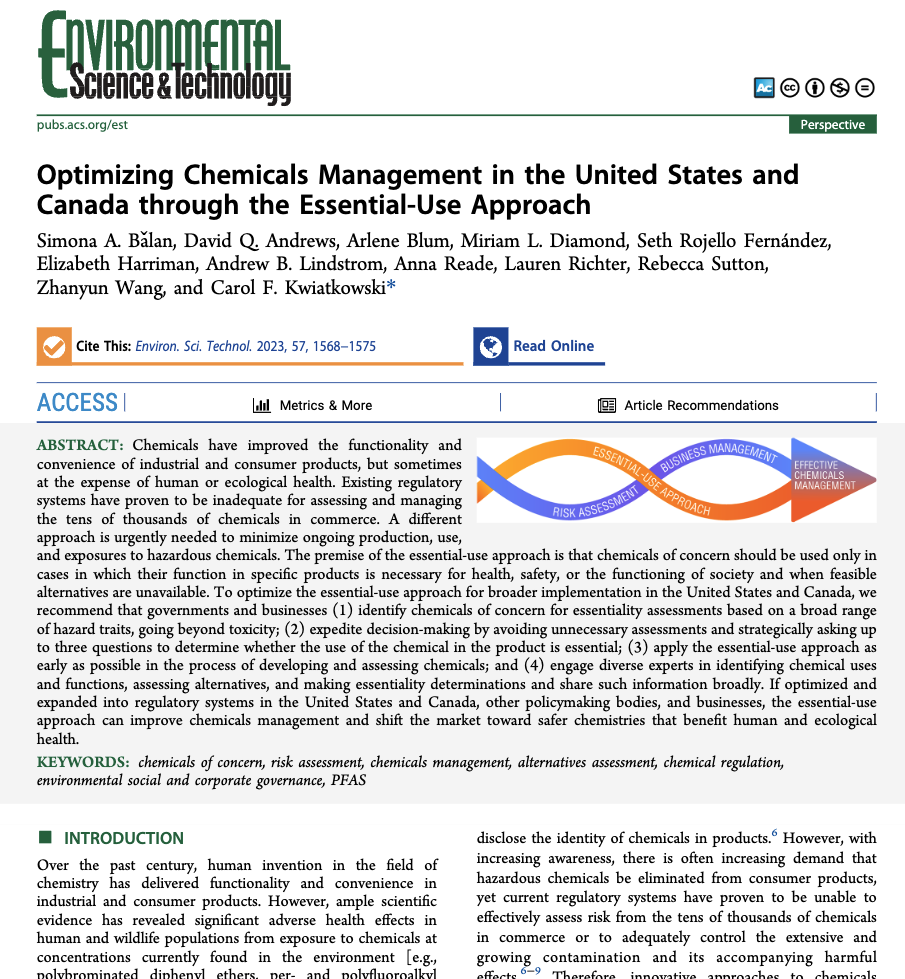 ENVIRONMENTAL
Science & Technology
pubs.acs.org/est
Perspective
Optimizing Chemicals Management in the United States and
Canada through the Essential-Use Approach
Simona A. Bǎlan, David Q. Andrews, Arlene Blum, Miriam L. Diamond, Seth Rojello Fernández,
Elizabeth Harriman, Andrew B. Lindstrom, Anna Reade, Lauren Richter, Rebecca Sutton,
Zhanyun Wang, and Carol F. Kwiatkowski*
Cite This: Environ. Sci. Technol. 2023, 57, 1568–1575
Read Online
ACCESS
Metrics & More
Article Recommendations
ABSTRACT: Chemicals have improved the functionality and
convenience of industrial and consumer products, but sometimes
at the expense of human or ecological health. Existing regulatory
systems have proven to be inadequate for assessing and managing
the tens of thousands of chemicals in commerce. A different
approach is urgently needed to minimize ongoing production, use,
and exposures to hazardous chemicals. The premise of the essential-use approach is that chemicals of concern should be used only in
cases in which their function in specific products is necessary for health, safety, or the functioning of society and when feasible
alternatives are unavailable. To optimize the essential-use approach for broader implementation in the United States and Canada, we
recommend that governments and businesses (1) identify chemicals of concern for essentiality assessments based on a broad range
of hazard traits, going beyond toxicity; (2) expedite decision-making by avoiding unnecessary assessments and strategically asking up
to three questions to determine whether the use of the chemical in the product is essential; (3) apply the essential-use approach as
early as possible in the process of developing and assessing chemicals; and (4) engage diverse experts in identifying chemical uses
and functions, assessing alternatives, and making essentiality determinations and share such information broadly. If optimized and
expanded into regulatory systems in the United States and Canada, other policymaking bodies, and businesses, the essential-use
approach can improve chemicals management and shift the market toward safer chemistries that benefit human and ecological
health.
ESSENTIAL-USE APPROACH
BUSINESS MANAGEMENT
RISK ASSESSMENT
EFFECTIVE
CHEMICALS
MANAGEMENT
KEYWORDS: chemicals of concern, risk assessment, chemicals management, alternatives assessment, chemical regulation,
environmental social and corporate governance, PFAS
INTRODUCTION
Over the past century, human invention in the field of
chemistry has delivered functionality and convenience in
industrial and consumer products. However, ample scientific
evidence has revealed significant adverse health effects in
human and wildlife populations from exposure to chemicals at
concentrations currently found in the environment [e.g.,
polybrominated diphenyl ethers, per- and polyfluoroalkyl
disclose the identity of chemicals in products.6 However, with
increasing awareness, there is often increasing demand that
hazardous chemicals be eliminated from consumer products,
yet current regulatory systems have proven to be unable to
effectively assess risk from the tens of thousands of chemicals
in commerce or to adequately control the extensive and
growing contamination and its accompanying harmful
effects.6−9 Therefore, innovative approaches to chemicals